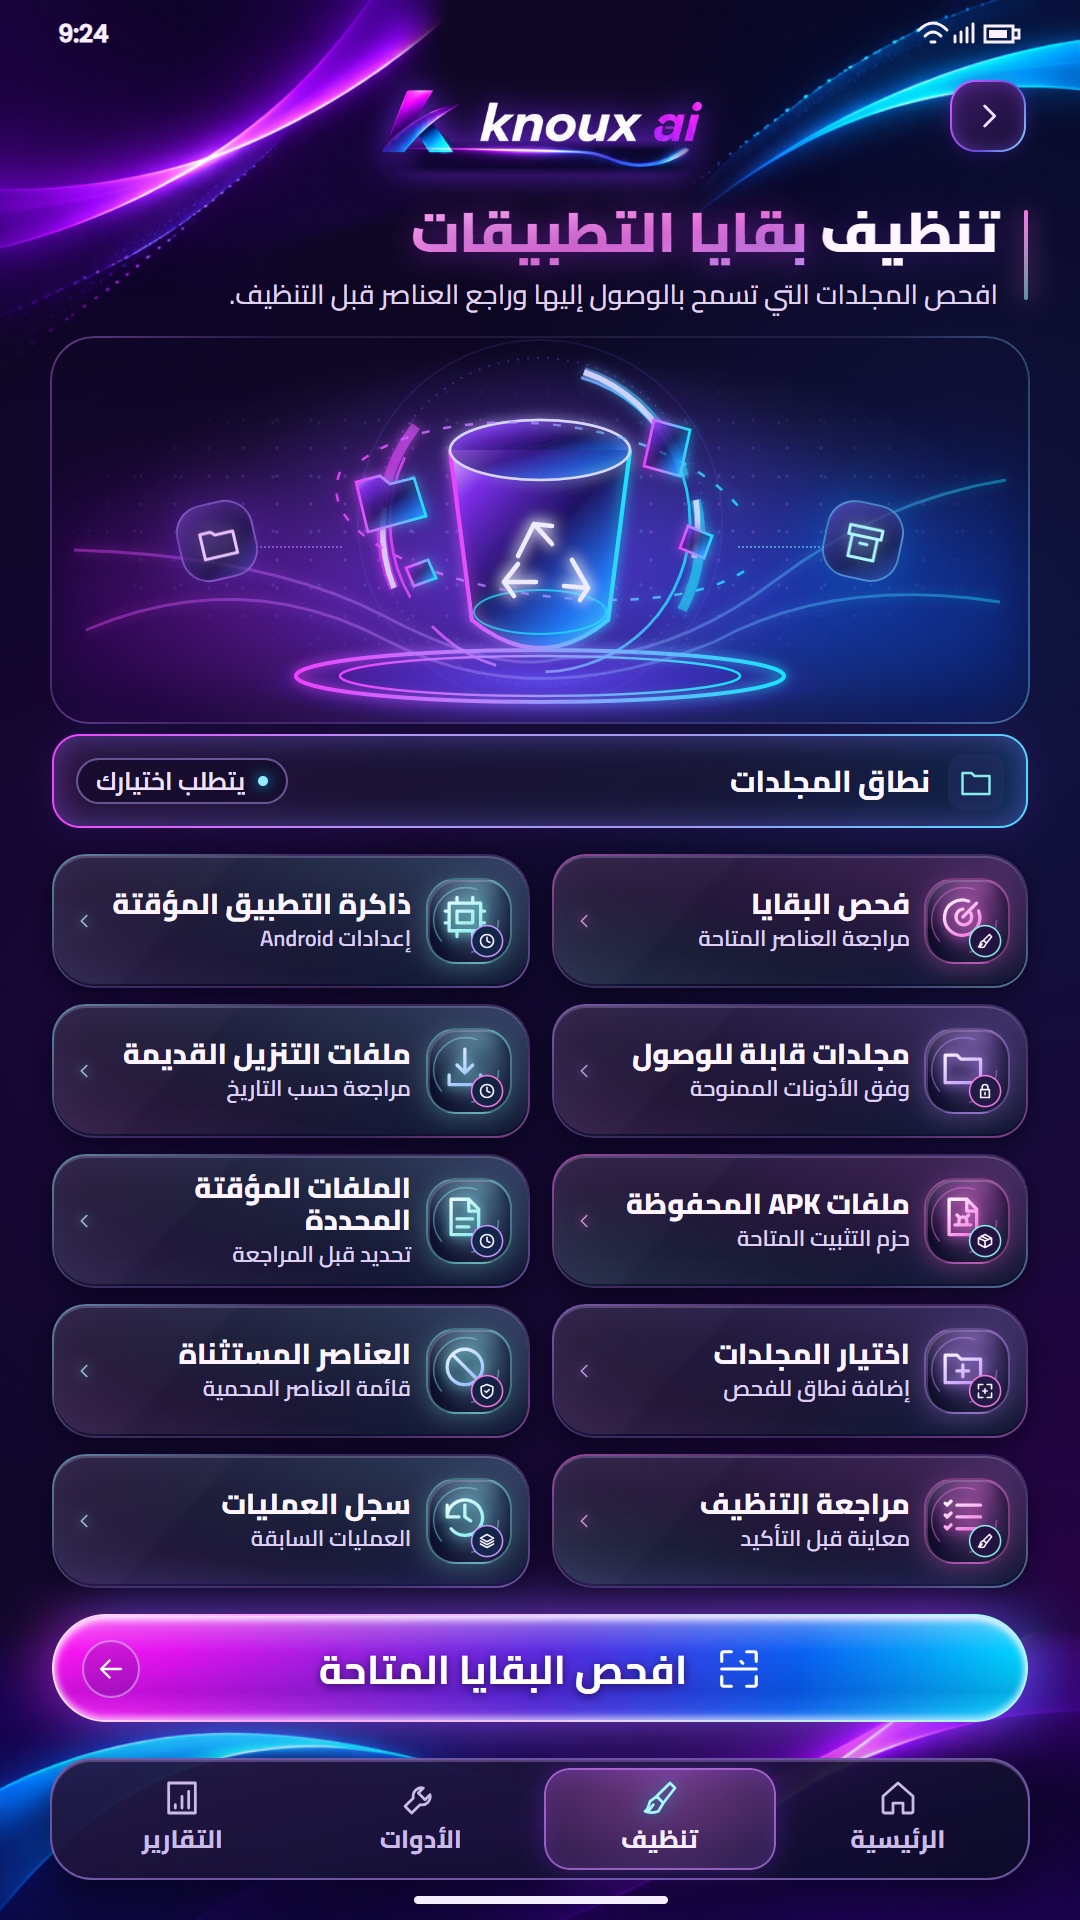 9:24
knoux ai
تنظيف بقايا التطبيقات
افحص المجلدات التي تسمح بالوصول إليها وراجع العناصر قبل التنظيف.
نطاق المجلدات
يتطلب اختيارك
فحص البقايا
مراجعة العناصر المتاحة
ذاكرة التطبيق المؤقتة
إعدادات Android
مجلدات قابلة للوصول
وفق الأذونات الممنوحة
ملفات التنزيل القديمة
مراجعة حسب التاريخ
ملفات APK المحفوظة
حزم التثبيت المتاحة
الملفات المؤقتة
المحددة
تحديد قبل المراجعة
اختيار المجلدات
إضافة نطاق للفحص
العناصر المستثناة
قائمة العناصر المحمية
مراجعة التنظيف
معاينة قبل التأكيد
سجل العمليات
العمليات السابقة
افحص البقايا المتاحة
الرئيسية
تنظيف
الأدوات
التقارير